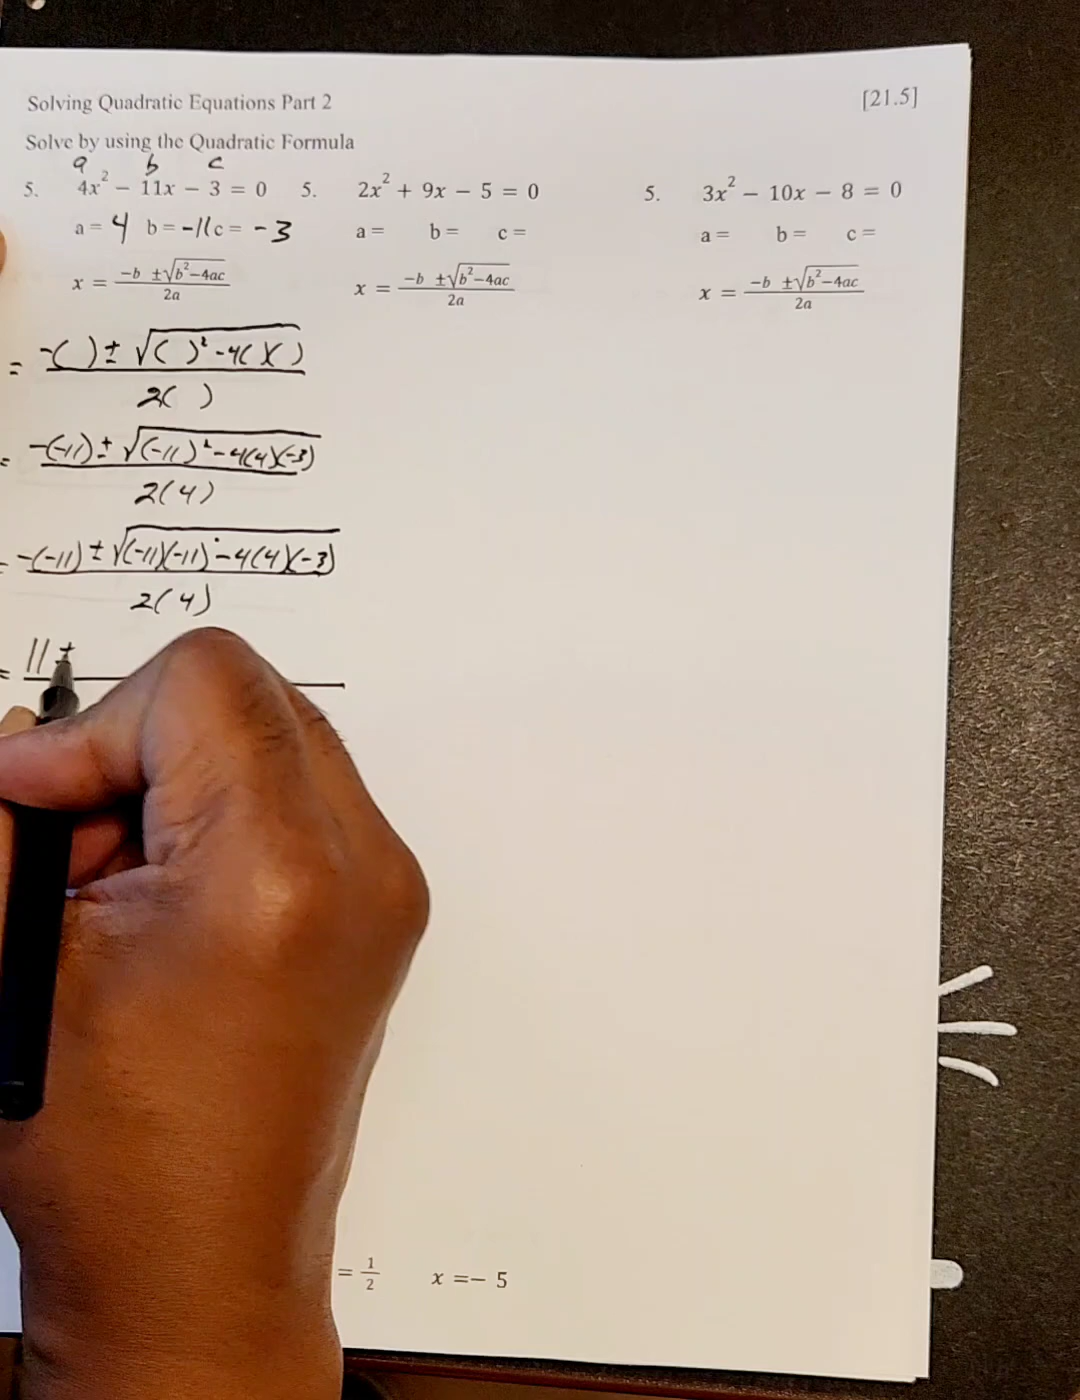 Solving Quadratic Equations Part 2 [21.5]
Solve by using the Quadratic Formula
a b c
5. 4x² − 11x − 3 = 0 5. 2x² + 9x − 5 = 0 5. 3x² − 10x − 8 = 0
a = 4 b = -11 c = -3 a = b = c = a = b = c =
x = (−b ±√(b²−4ac))/(2a) x = (−b ±√(b²−4ac))/(2a) x = (−b ±√(b²−4ac))/(2a)
= (-( ) ± √(( )² - 4( )( )))/(2( ))
= (-(-11) ± √((-11)² - 4(4)(-3)))/(2(4))
= (-(-11) ± √((-11)(-11) - 4(4)(-3)))/(2(4))
= 11 ±
= 1/2 x =− 5